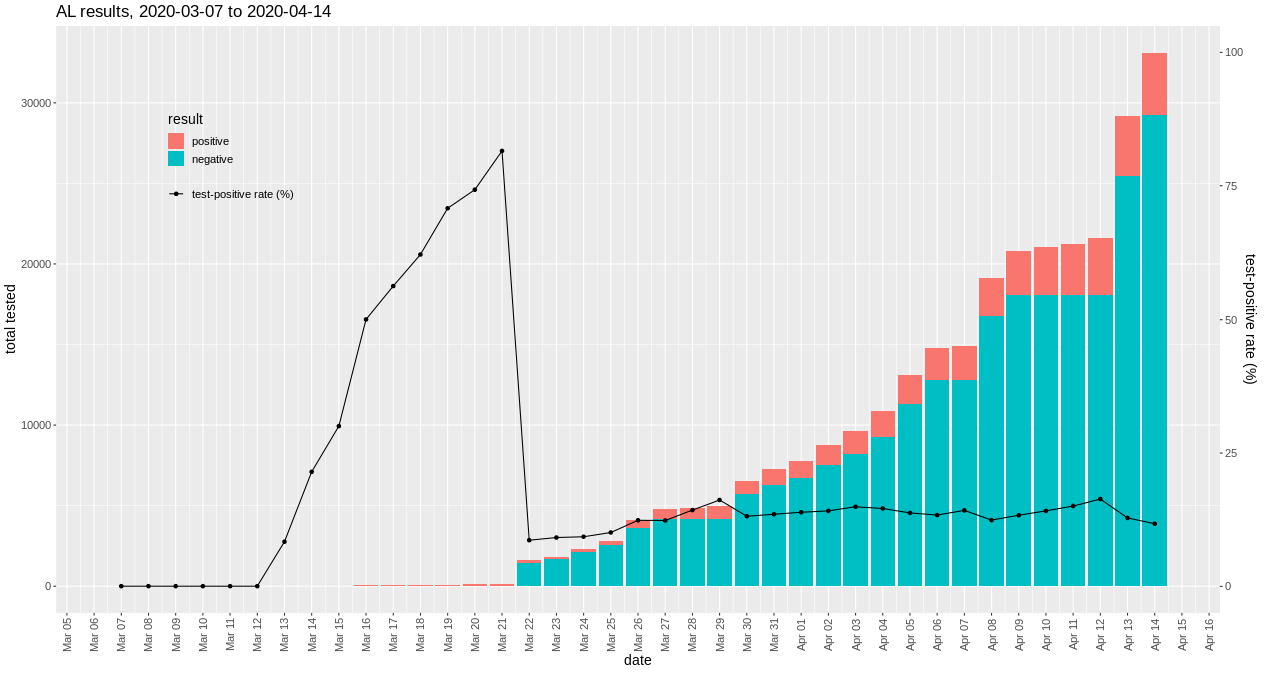 AL results, 2020-03-07 to 2020-04-14
total tested
30000
20000
10000
0
result
positive
negative
test-positive rate (%)
100
75
50
25
0
test-positive rate (%)
Mar 05
Mar 06
Mar 07
Mar 08
Mar 09
Mar 10
Mar 11
Mar 12
Mar 13
Mar 14
Mar 15
Mar 16
Mar 17
Mar 18
Mar 19
Mar 20
Mar 21
Mar 22
Mar 23
Mar 24
Mar 25
Mar 26
Mar 27
Mar 28
Mar 29
Mar 30
Mar 31
Apr 01
Apr 02
Apr 03
Apr 04
Apr 05
Apr 06
Apr 07
Apr 08
Apr 09
Apr 10
Apr 11
Apr 12
Apr 13
Apr 14
Apr 15
Apr 16
date